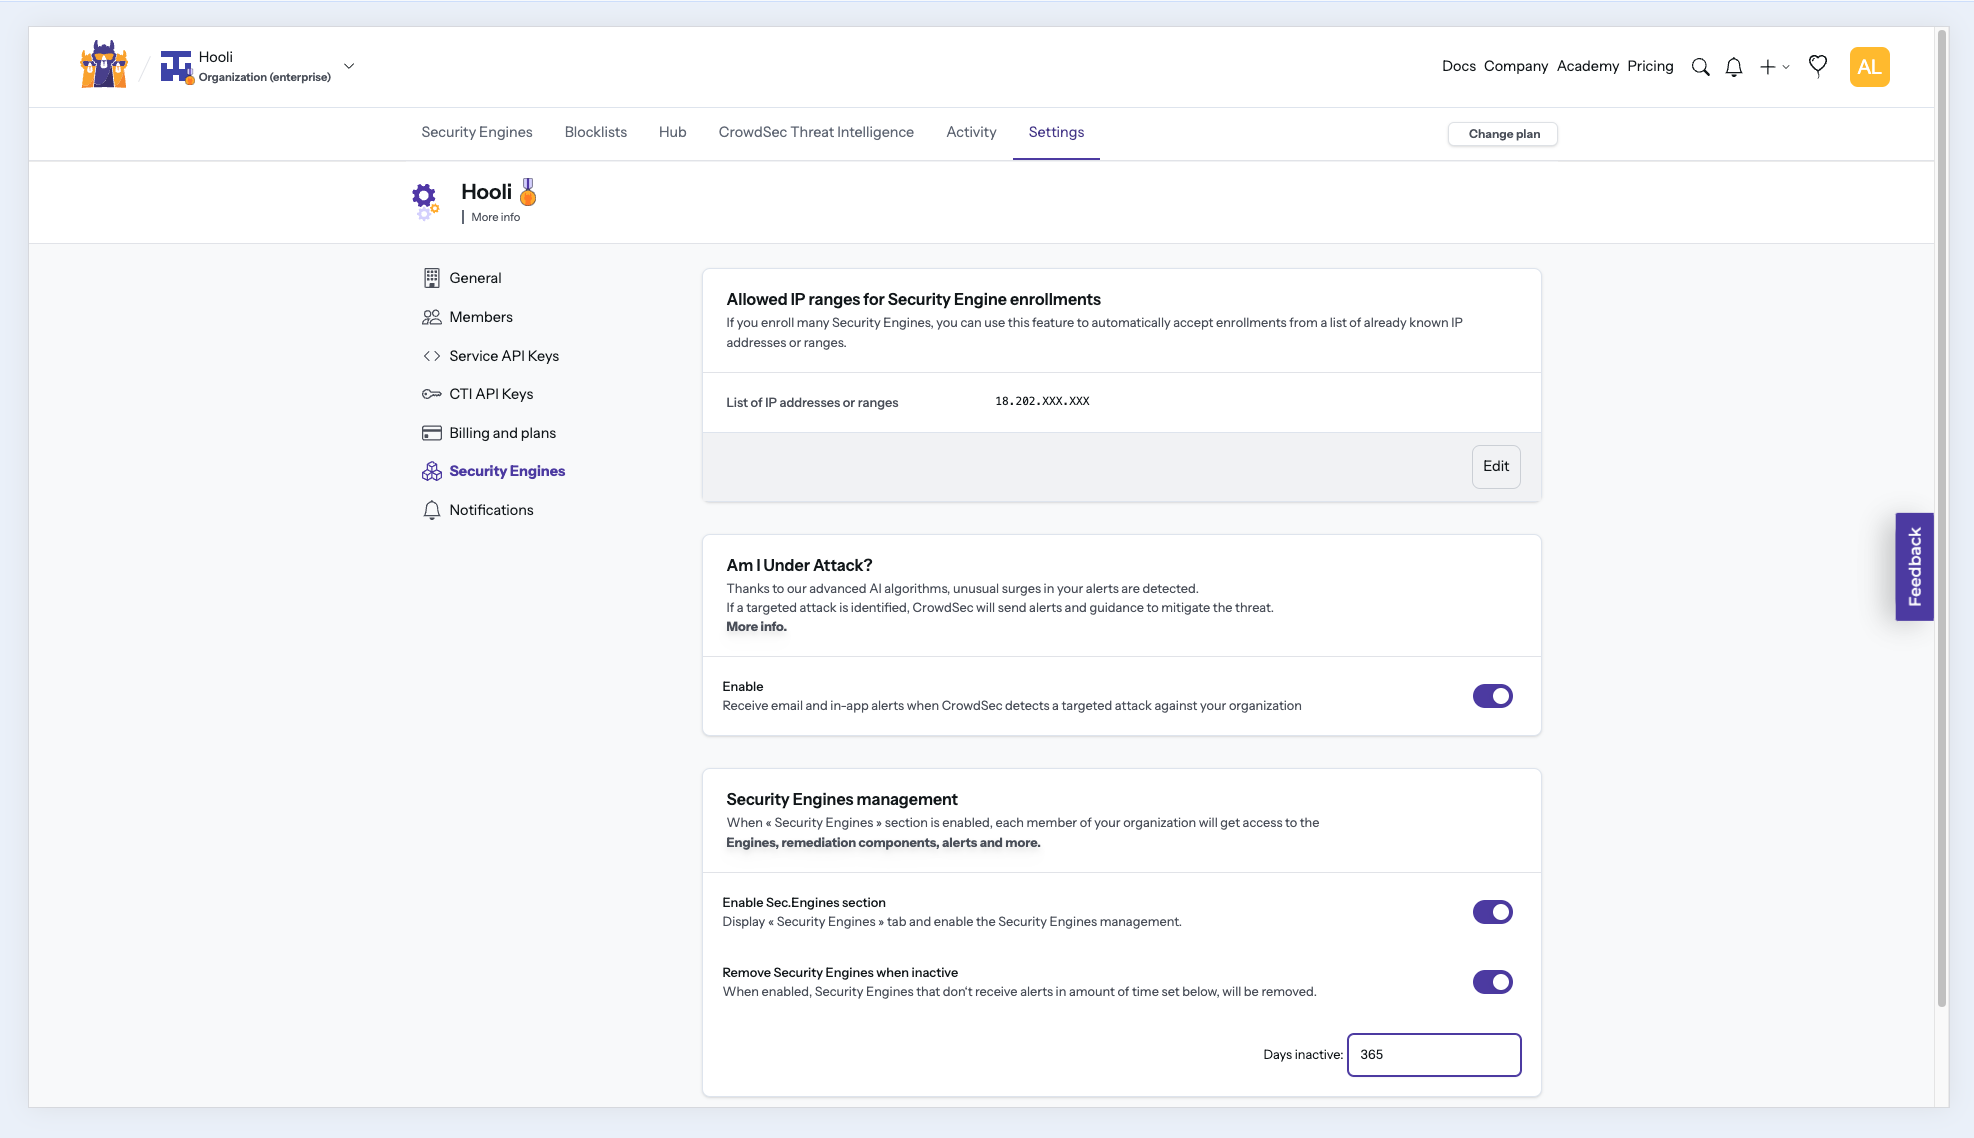 Hooli
Organization (enterprise)
Docs Company Academy Pricing
AL
Security Engines Blocklists Hub CrowdSec Threat Intelligence Activity Settings
Change plan
Hooli
More info
General
Members
Service API Keys
CTI API Keys
Billing and plans
Security Engines
Notifications
Allowed IP ranges for Security Engine enrollments
If you enroll many Security Engines, you can use this feature to automatically accept enrollments from a list of already known IP
addresses or ranges.
List of IP addresses or ranges 18.202.XXX.XXX
Edit
Am I Under Attack?
Thanks to our advanced AI algorithms, unusual surges in your alerts are detected.
If a targeted attack is identified, CrowdSec will send alerts and guidance to mitigate the threat.
More info.
Enable
Receive email and in-app alerts when CrowdSec detects a targeted attack against your organization
Security Engines management
When « Security Engines » section is enabled, each member of your organization will get access to the
Engines, remediation components, alerts and more.
Enable Sec.Engines section
Display « Security Engines » tab and enable the Security Engines management.
Remove Security Engines when inactive
When enabled, Security Engines that don't receive alerts in amount of time set below, will be removed.
Days inactive: 365
Feedback